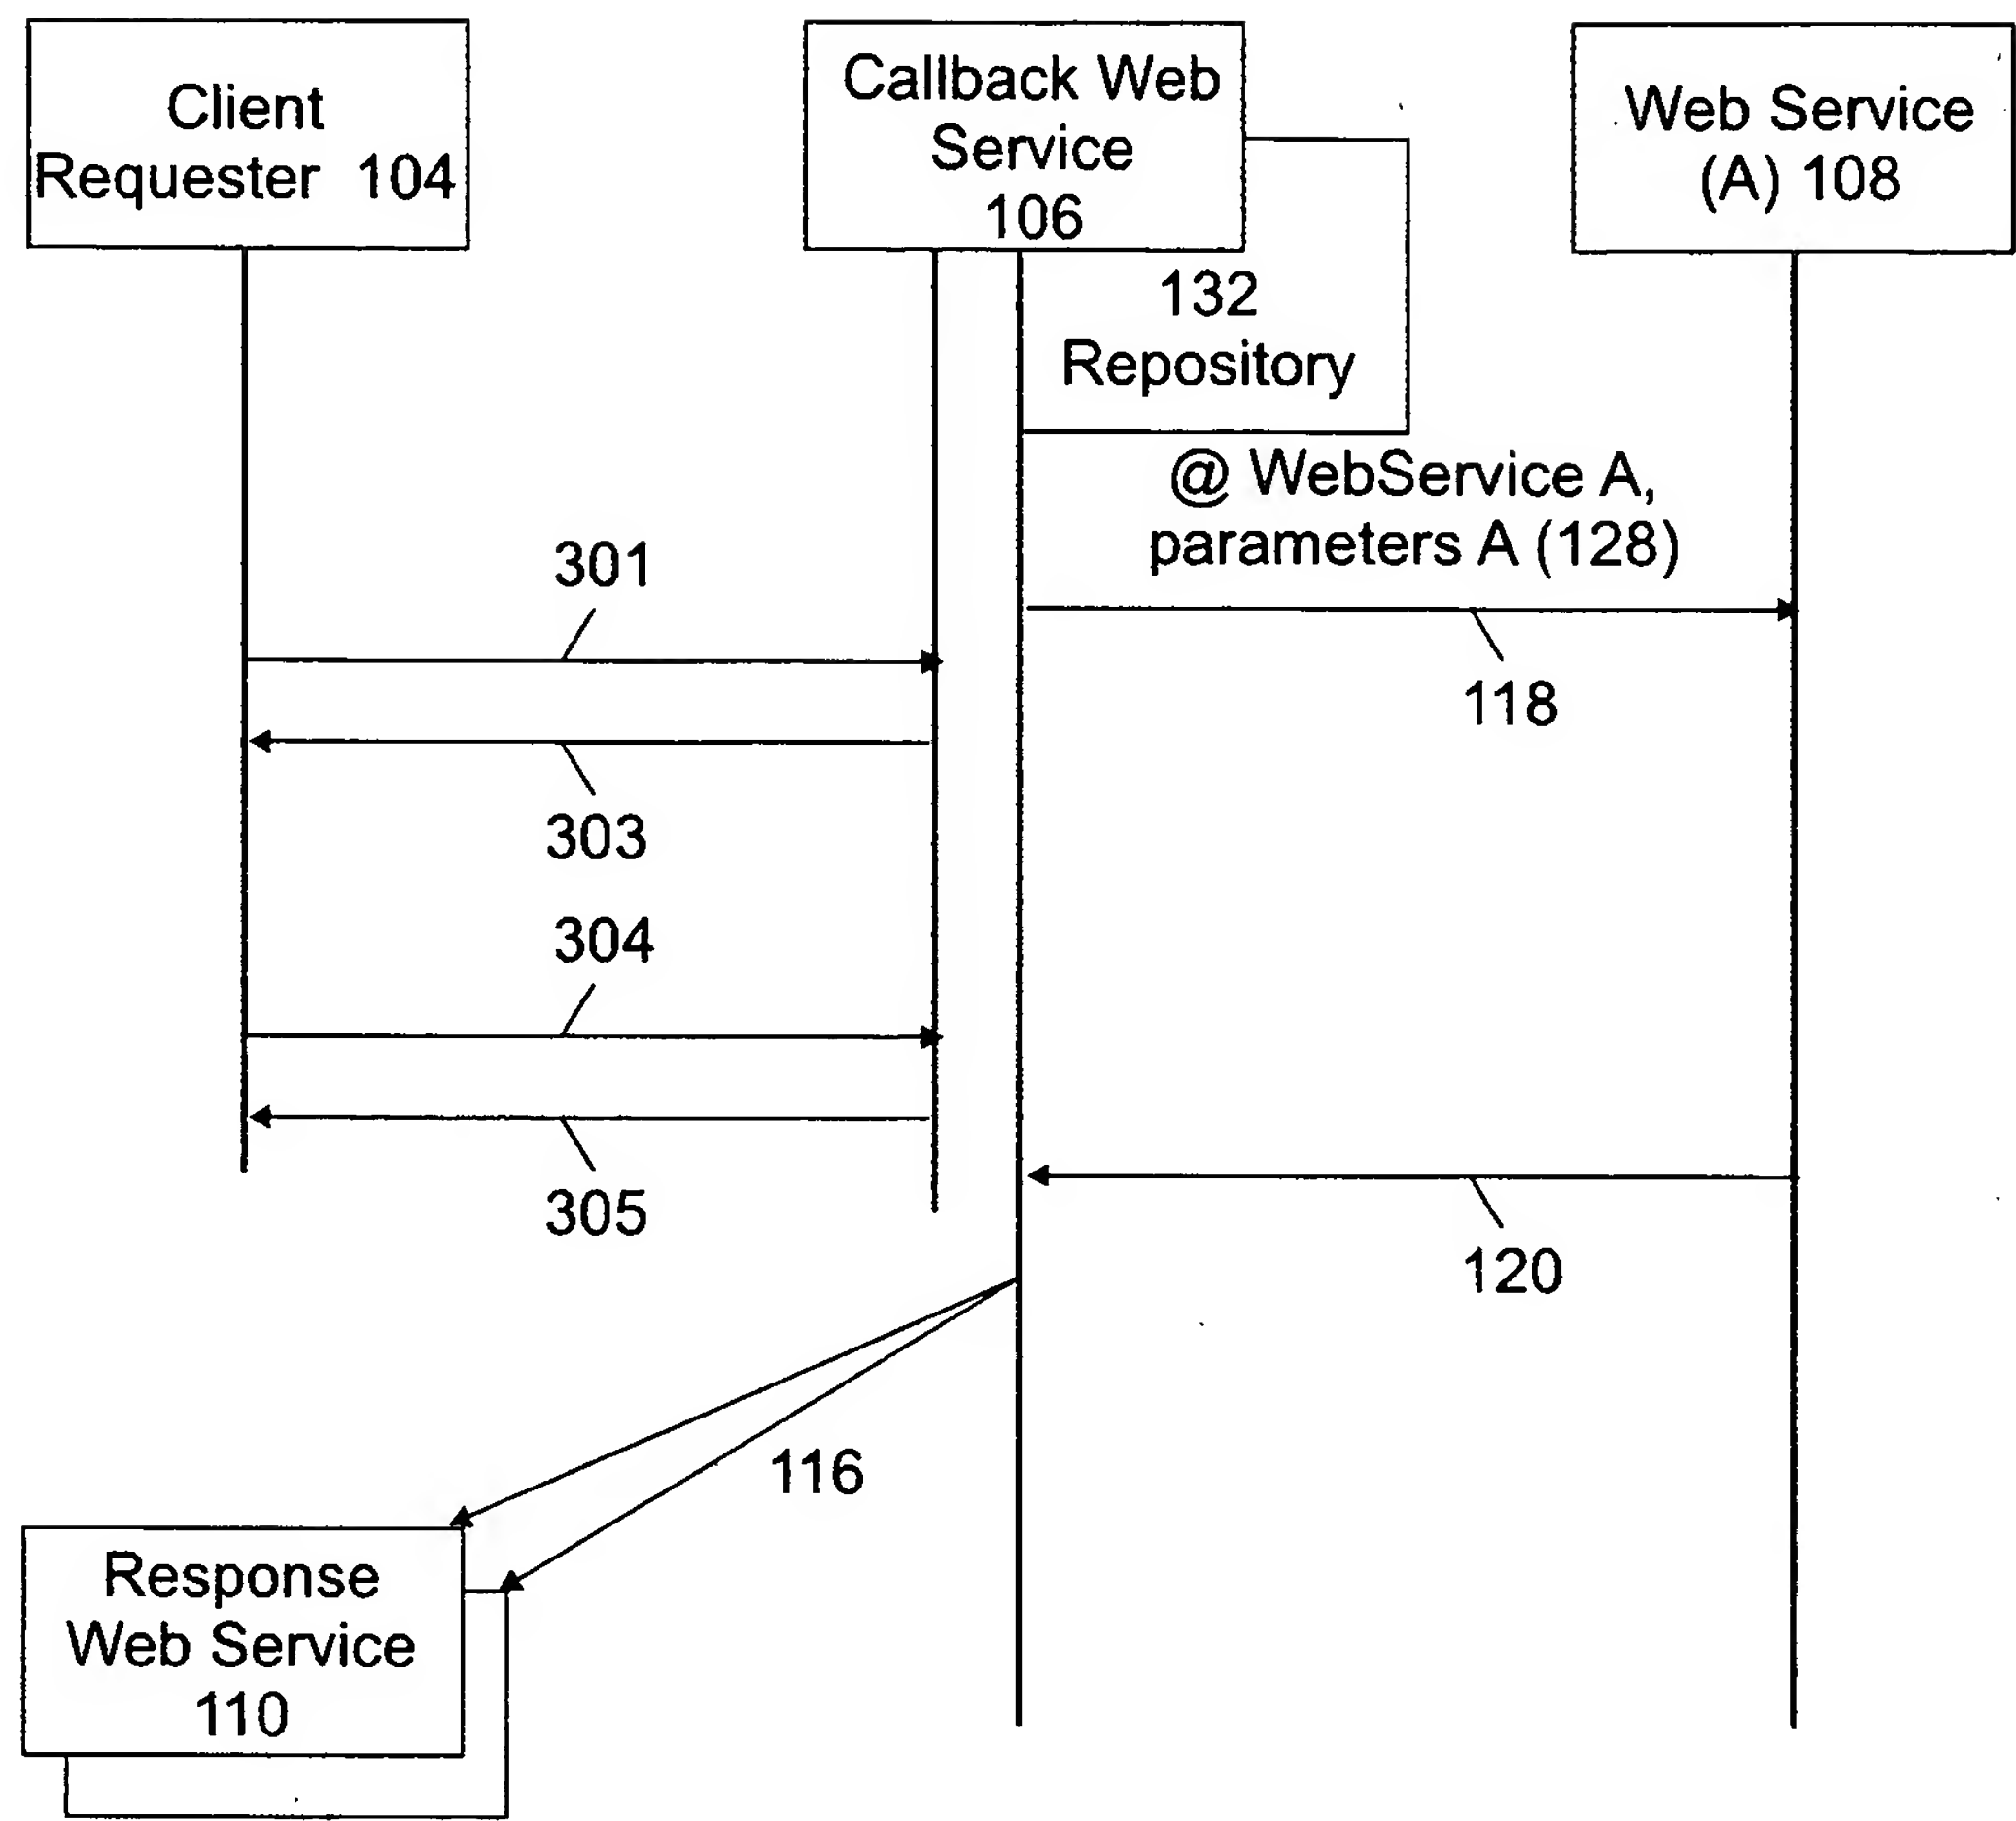 Client
Requester 104
Callback Web
Service
106
Web Service
(A) 108
132
Repository
@ WebService A,
parameters A (128)
301
118
303
304
305
120
116
Response
Web Service
110